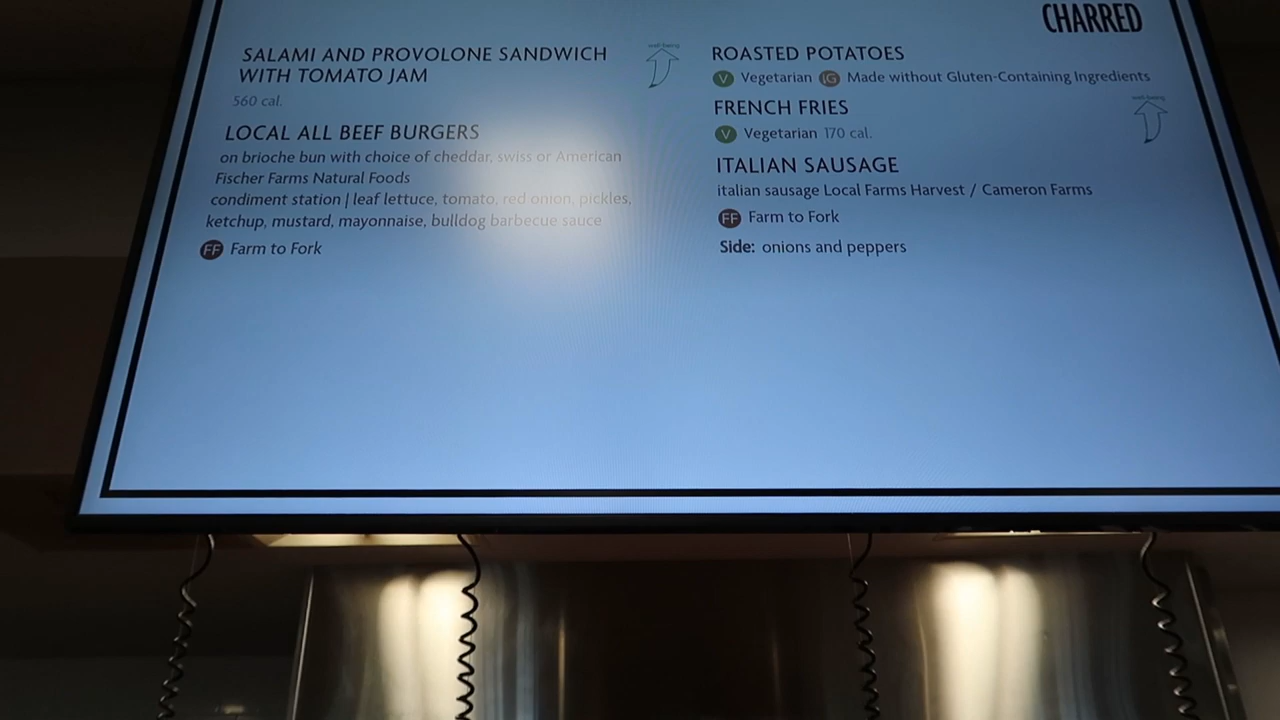 CHARRED
SALAMI AND PROVOLONE SANDWICH
WITH TOMATO JAM
well-being
560 cal.
LOCAL ALL BEEF BURGERS
on brioche bun with choice of cheddar, swiss or American
Fischer Farms Natural Foods
condiment station | leaf lettuce, tomato, red onion, pickles,
ketchup, mustard, mayonnaise, bulldog barbecue sauce
FF Farm to Fork
ROASTED POTATOES
V Vegetarian IG Made without Gluten-Containing Ingredients
FRENCH FRIES
well-being
V Vegetarian 170 cal.
ITALIAN SAUSAGE
italian sausage Local Farms Harvest / Cameron Farms
FF Farm to Fork
Side: onions and peppers